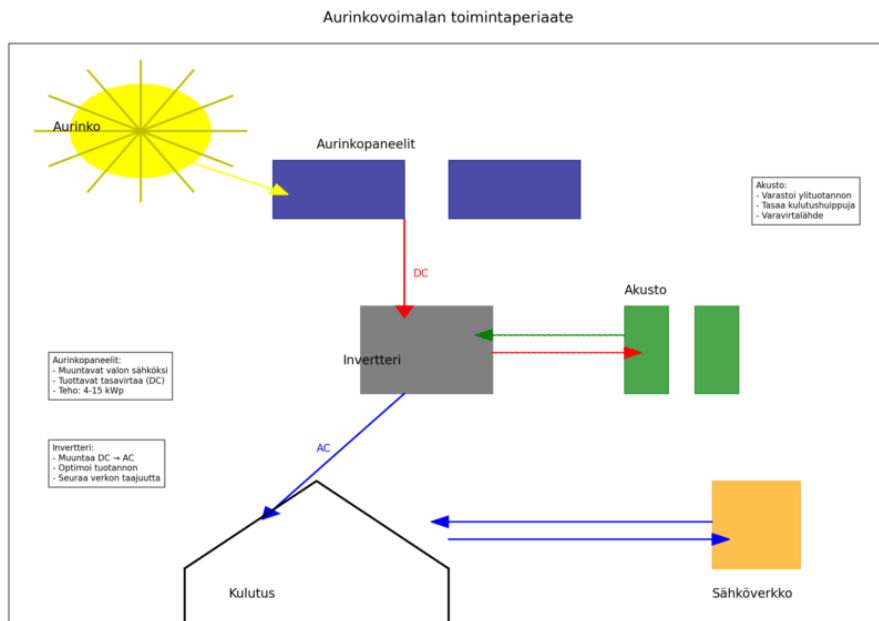 Aurinkovoimalan toimintaperiaate
Aurinko
Aurinkopaneelit
Akusto:
- Varastoi ylituotannon
- Tasaa kulutushuippuja
- Varavirtalähde
DC
Akusto
Invertteri
Aurinkopaneelit:
- Muuntavat valon sähköksi
- Tuottavat tasavirtaa (DC)
- Teho: 4-15 kWp
Invertteri:
- Muuntaa DC → AC
- Optimoi tuotannon
- Seuraa verkon taajuutta
AC
Kulutus
Sähköverkko